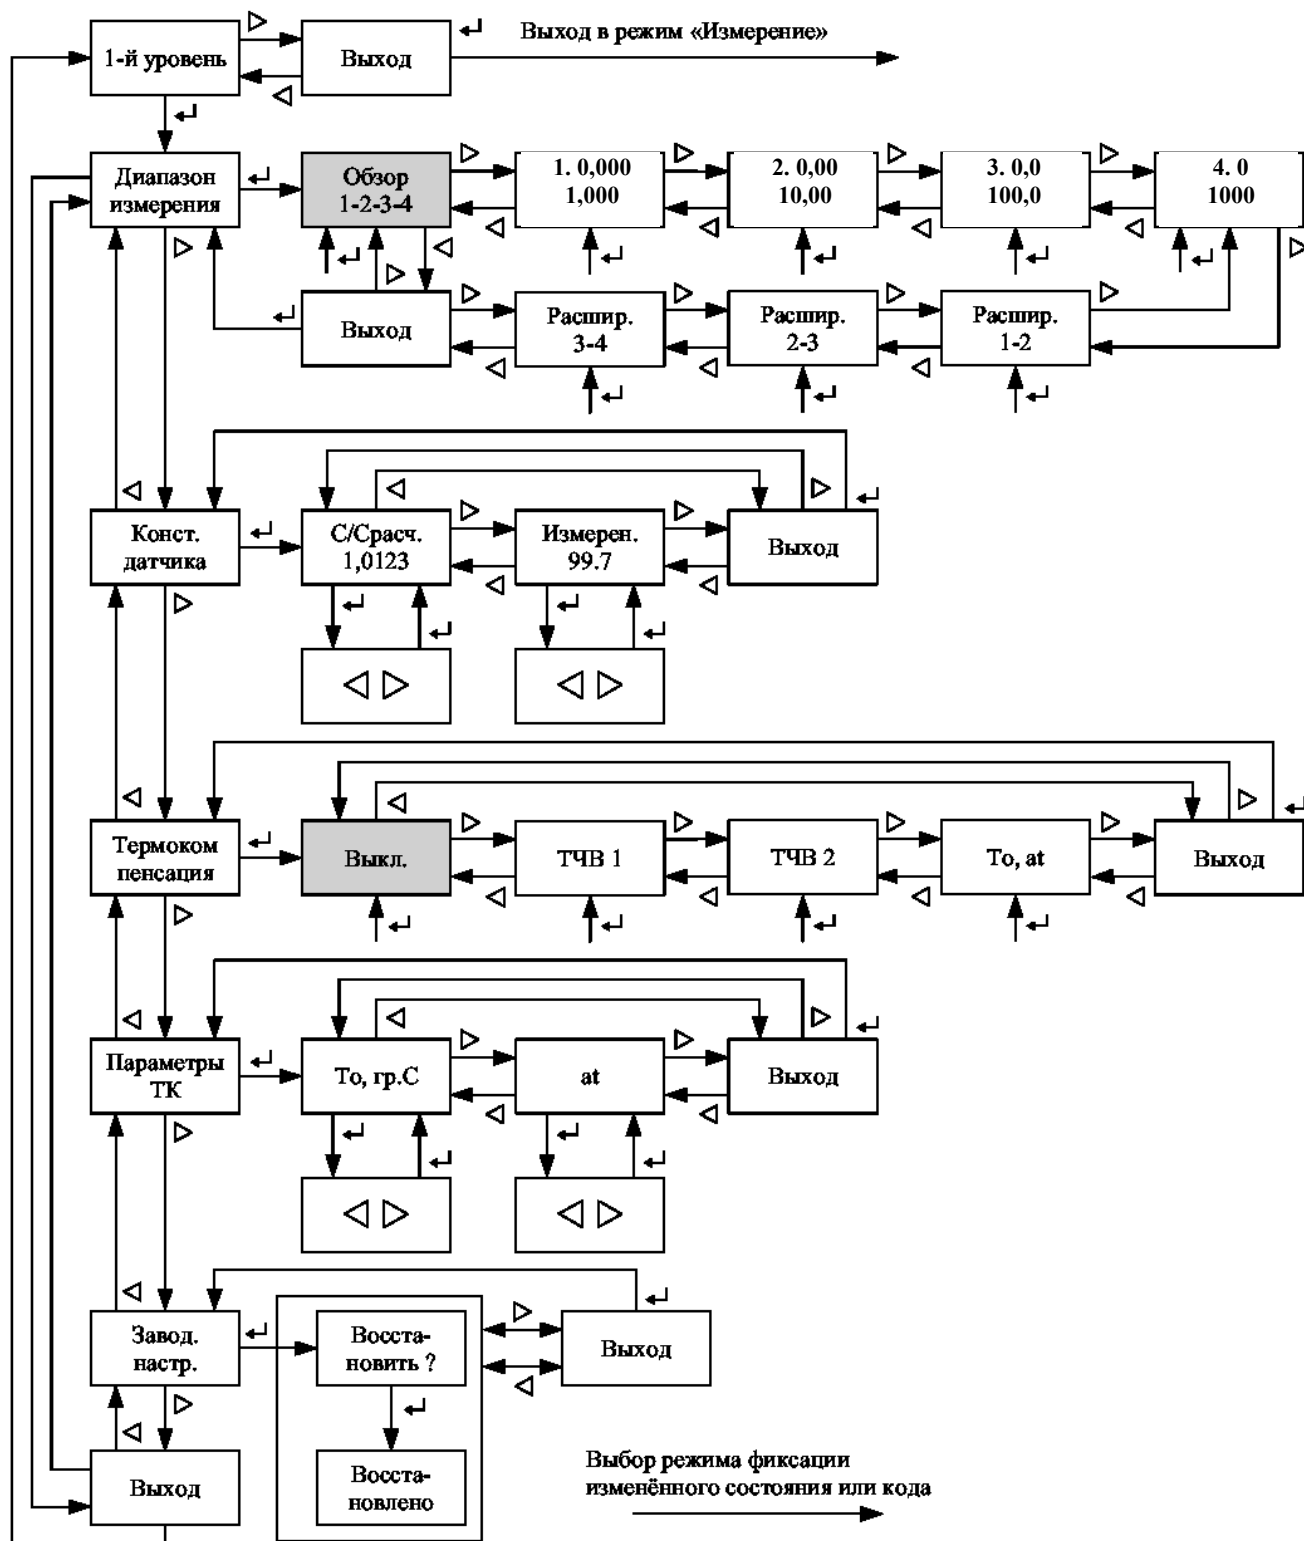 1-й уровень
Выход
Выход в режим «Измерение»
Диапазон
измерения
Обзор
1-2-3-4
1. 0,000
1,000
2. 0,00
10,00
3. 0,0
100,0
4. 0
1000
Выход
Расшир.
3-4
Расшир.
2-3
Расшир.
1-2
Конст.
датчика
С/Срасч.
1,0123
Измерен.
99.7
Выход
Термоком
пенсация
Выкл.
ТЧВ 1
ТЧВ 2
То, at
Выход
Параметры
ТК
То, гр.С
at
Выход
Завод.
настр.
Восста-
новить ?
Выход
Выход
Восста-
новлено
Выбор режима фиксации
изменённого состояния или кода